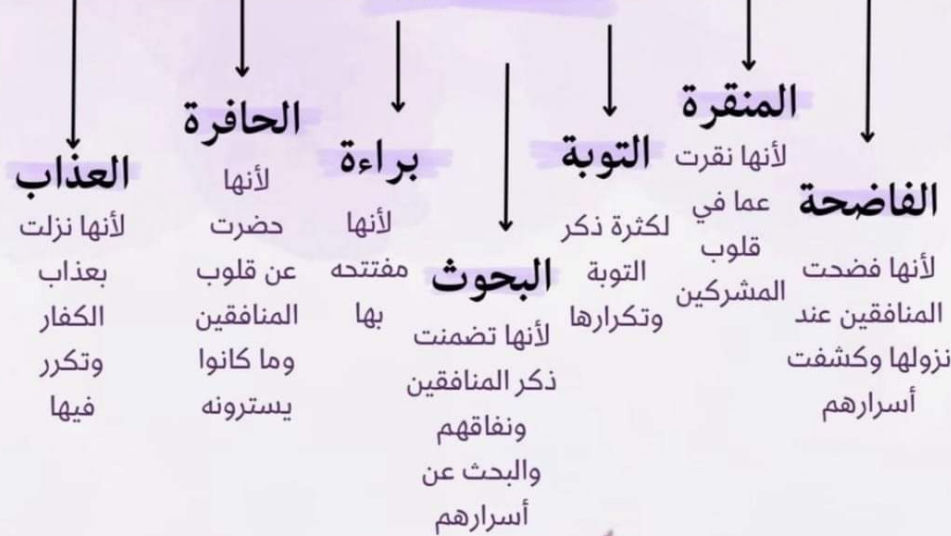 الفاضحة
لأنها فضحت
المنافقين عند
نزولها وكشفت
أسرارهم
المنقرة
لأنها نقرت
عما في
قلوب
المشركين
التوبة
لكثرة ذكر
التوبة
وتكرارها
البحوث
لأنها تضمنت
ذكر المنافقين
ونفاقهم
والبحث عن
أسرارهم
براءة
لأنها
مفتتحه
بها
الحافرة
لأنها
حضرت
عن قلوب
المنافقين
وما كانوا
يسترونه
العذاب
لأنها نزلت
بعذاب
الكفار
وتكرر
فيها